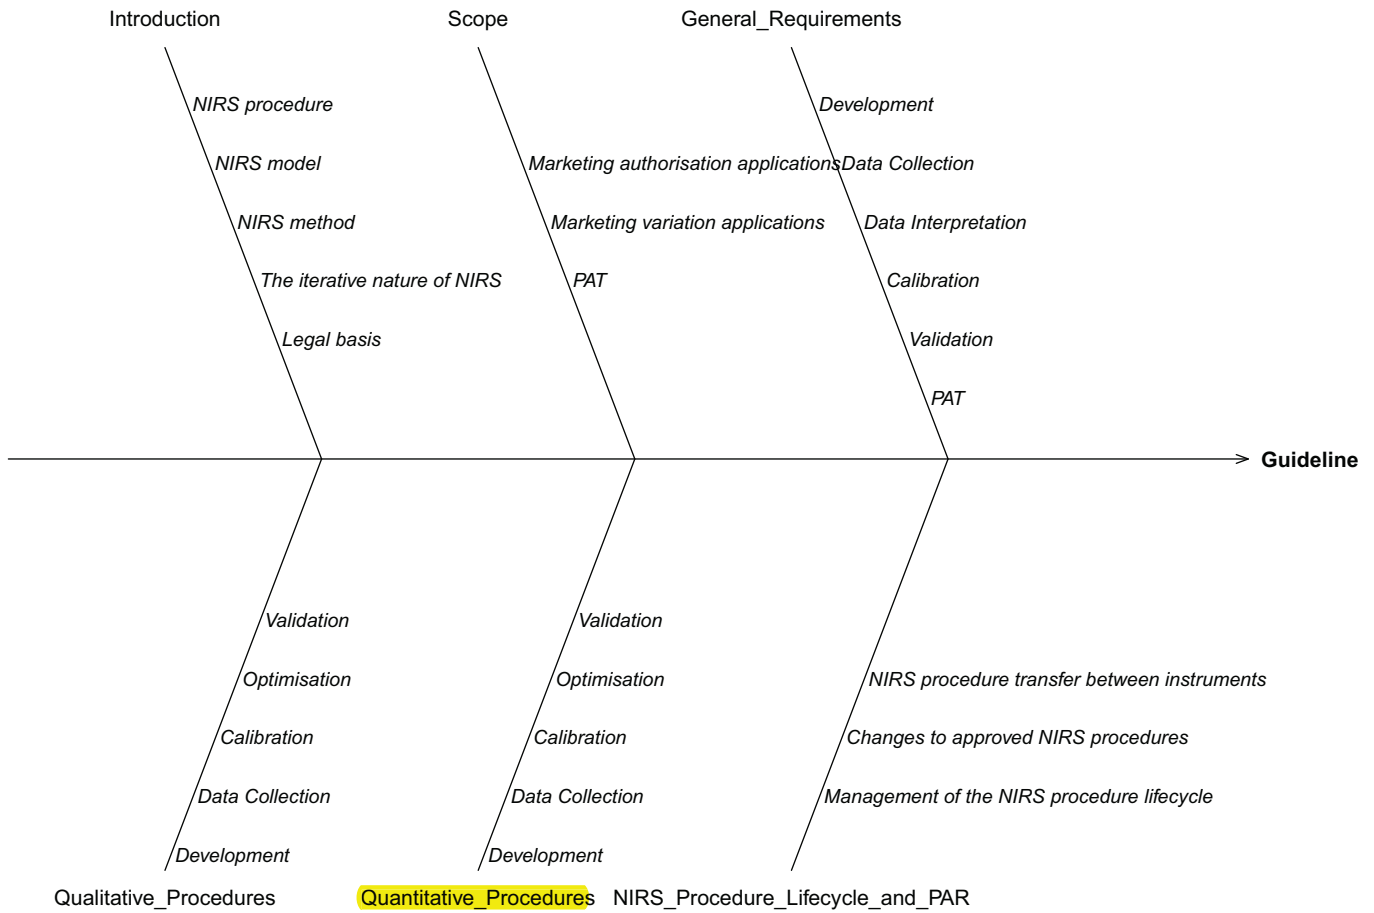 Introduction
Scope
General_Requirements
NIRS procedure
Development
NIRS model
Marketing authorisation applications
Data Collection
NIRS method
Marketing variation applications
Data Interpretation
The iterative nature of NIRS
PAT
Calibration
Legal basis
Validation
PAT
Guideline
Validation
Validation
Optimisation
Optimisation
NIRS procedure transfer between instruments
Calibration
Calibration
Changes to approved NIRS procedures
Data Collection
Data Collection
Management of the NIRS procedure lifecycle
Development
Development
Qualitative_Procedures
Quantitative_Procedures
NIRS_Procedure_Lifecycle_and_PAR